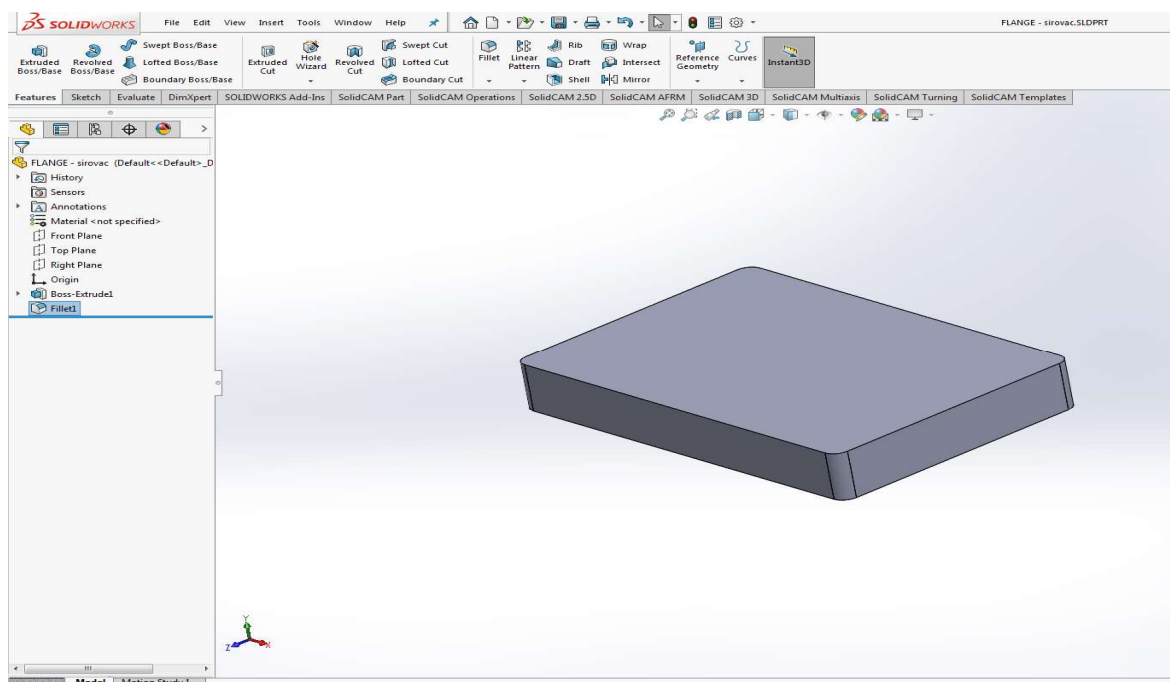 SOLIDWORKS File Edit View Insert Tools Window Help FLANGE - sirovac.SLDPRT
Extruded Boss/Base
Revolved Boss/Base
Swept Boss/Base
Lofted Boss/Base
Boundary Boss/Base
Extruded Cut
Hole Wizard
Revolved Cut
Swept Cut
Lofted Cut
Boundary Cut
Fillet
Linear Pattern
Rib
Draft
Shell
Wrap
Intersect
Mirror
Reference Geometry
Curves
Instant3D
Features Sketch Evaluate DimXpert SOLIDWORKS Add-Ins SolidCAM Part SolidCAM Operations SolidCAM 2.5D SolidCAM AFRM SolidCAM 3D SolidCAM Multiaxis SolidCAM Turning SolidCAM Templates
FLANGE - sirovac (Default<<Default>_D
History
Sensors
Annotations
Material <not specified>
Front Plane
Top Plane
Right Plane
Origin
Boss-Extrude1
Fillet1
Y
Z X
Model Motion Study 1